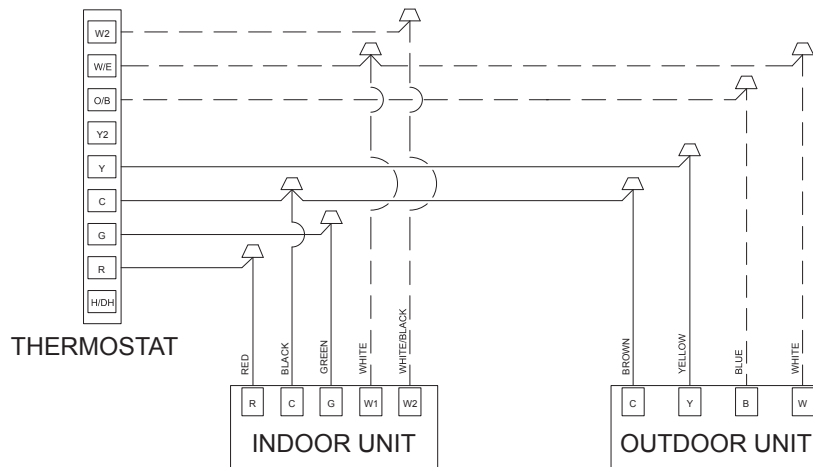 W2
W/E
O/B
Y2
Y
C
G
R
H/DH
THERMOSTAT
RED
BLACK
GREEN
WHITE
WHITE/BLACK
BROWN
YELLOW
BLUE
WHITE
R C G W1 W2
C Y B W
INDOOR UNIT
OUTDOOR UNIT